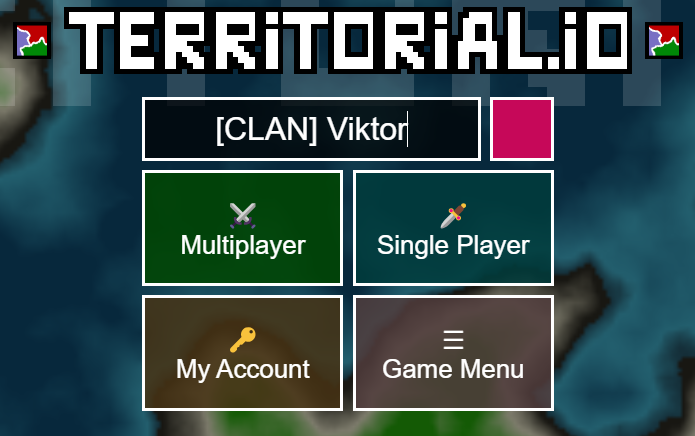 TERRiTORiAL.iO
[CLAN] Viktor
Multiplayer
Single Player
My Account
Game Menu